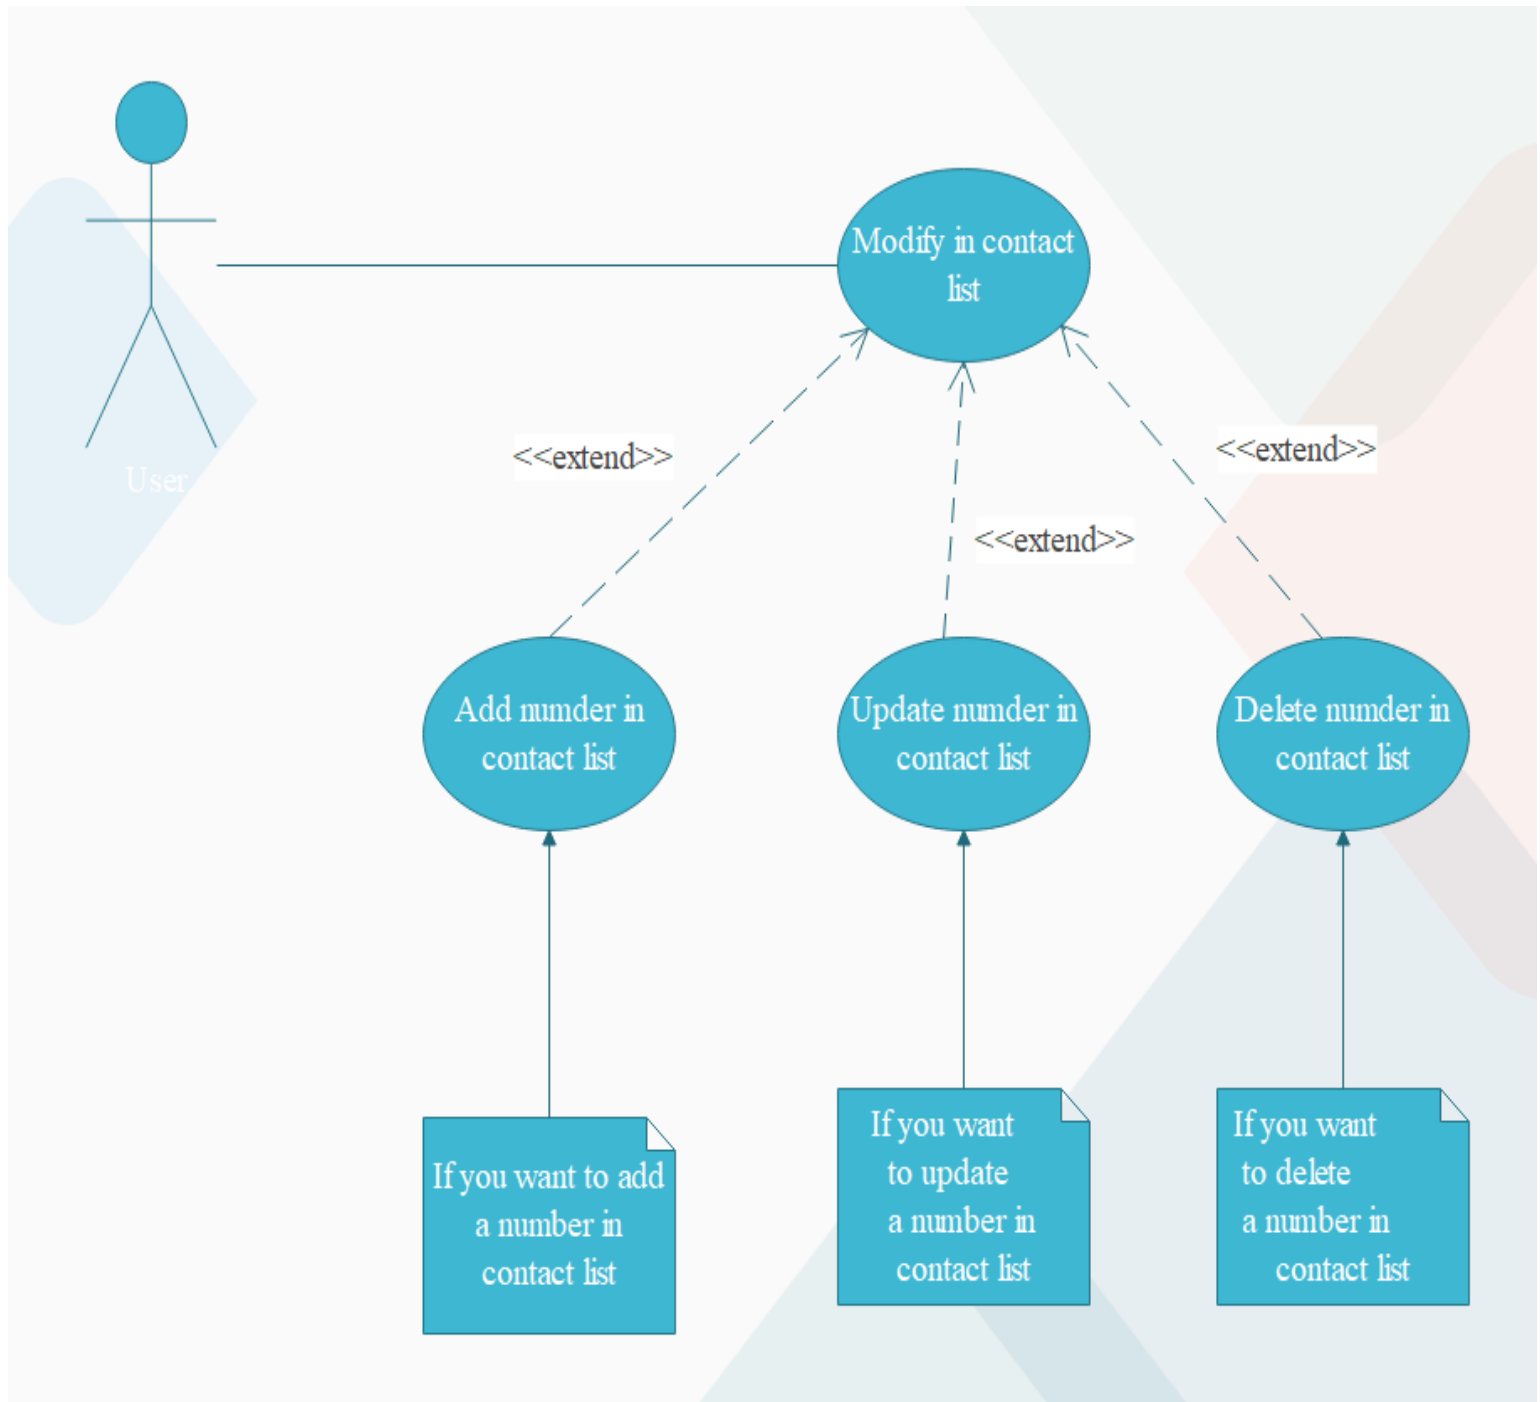 Modify in contact
list
<<extend>>
<<extend>>
User
<<extend>>
Add numder in
contact list
Update numder in
contact list
Delete numder in
contact list
If you want to add
a number in
contact list
If you want
to update
a number in
contact list
If you want
to delete
a number in
contact list